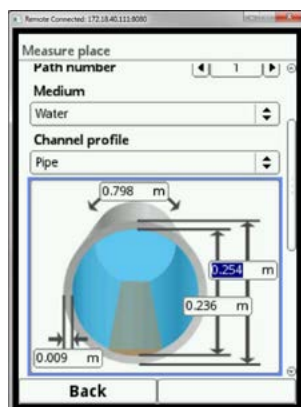 Remote Connected: 172.18.40.111:8080
Measure place
Path number 1
Medium
Water
Channel profile
Pipe
0.798 m
0.254 m
0.236 m
0.009 m
Back